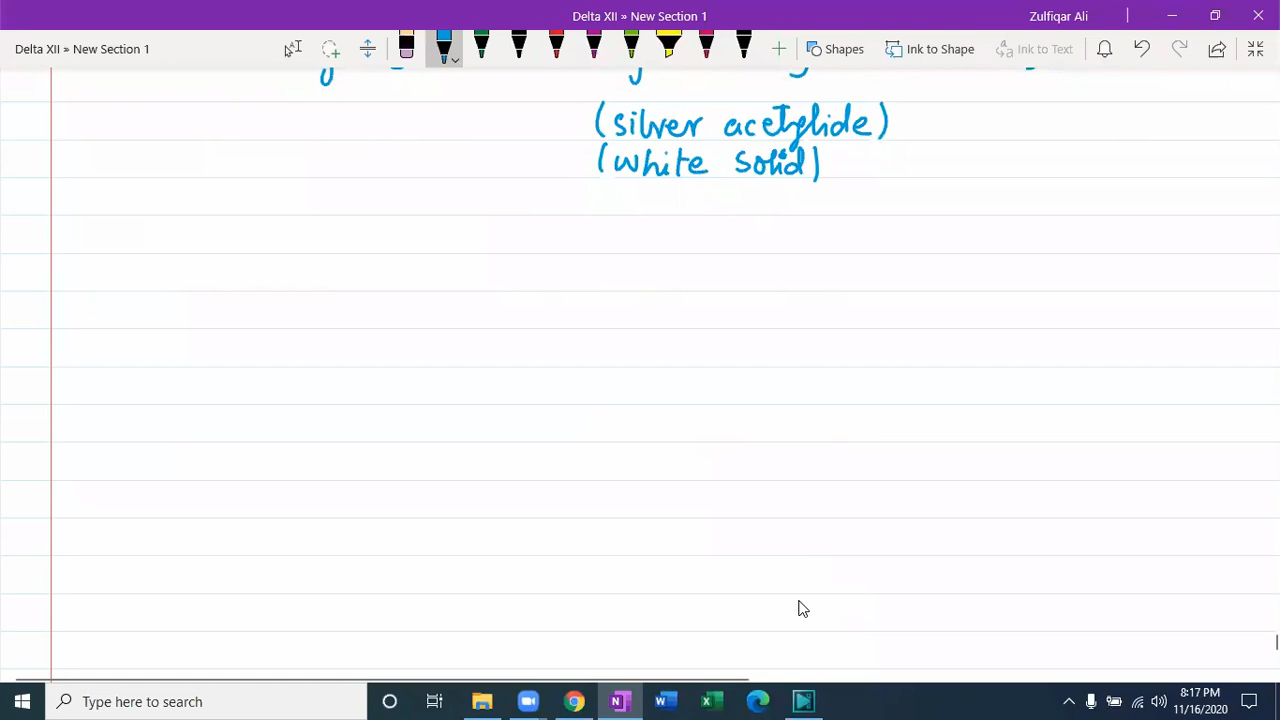 Delta XII » New Section 1
Zulfiqar Ali
Delta XII » New Section 1
Shapes
Ink to Shape
Ink to Text
(silver acetylide)
(white solid)
Type here to search
8:17 PM
11/16/2020